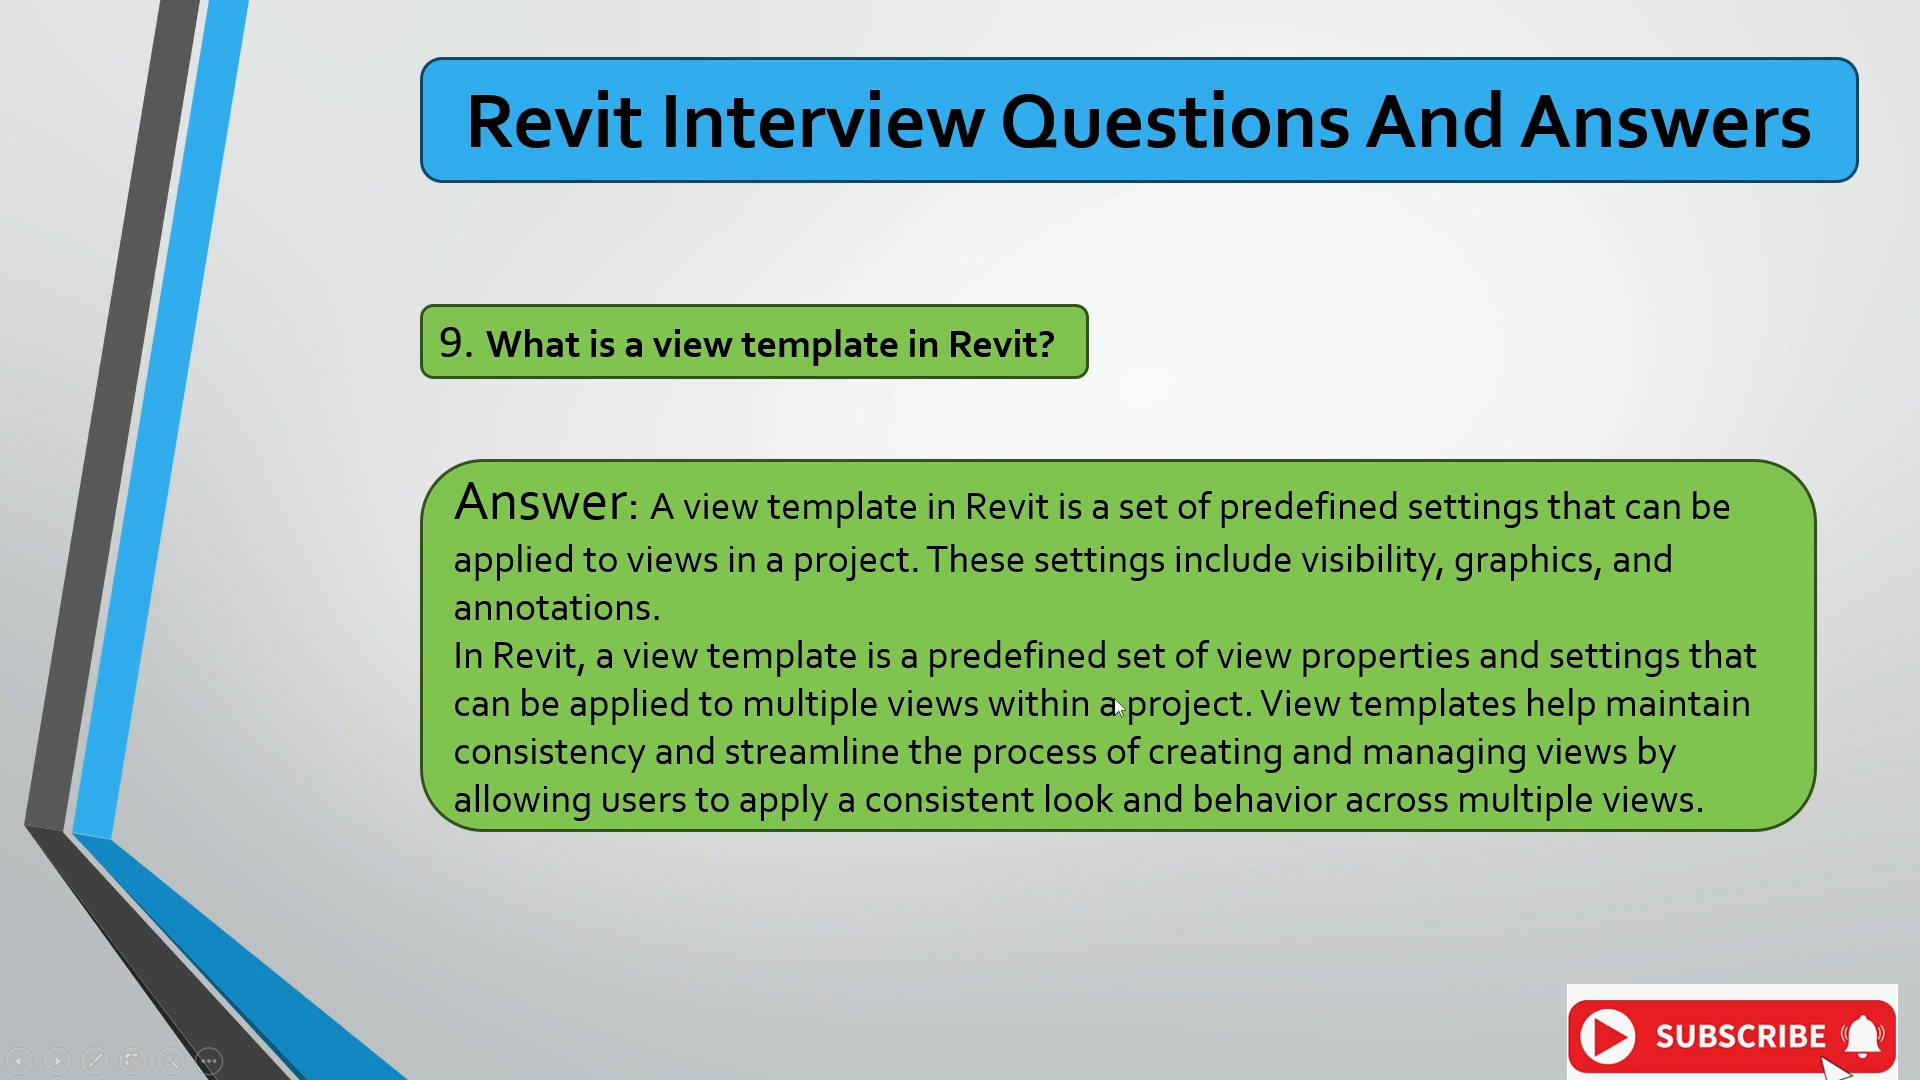 Revit Interview Questions And Answers
9. What is a view template in Revit?
Answer: A view template in Revit is a set of predefined settings that can be
applied to views in a project. These settings include visibility, graphics, and
annotations.
In Revit, a view template is a predefined set of view properties and settings that
can be applied to multiple views within a project. View templates help maintain
consistency and streamline the process of creating and managing views by
allowing users to apply a consistent look and behavior across multiple views.
SUBSCRIBE